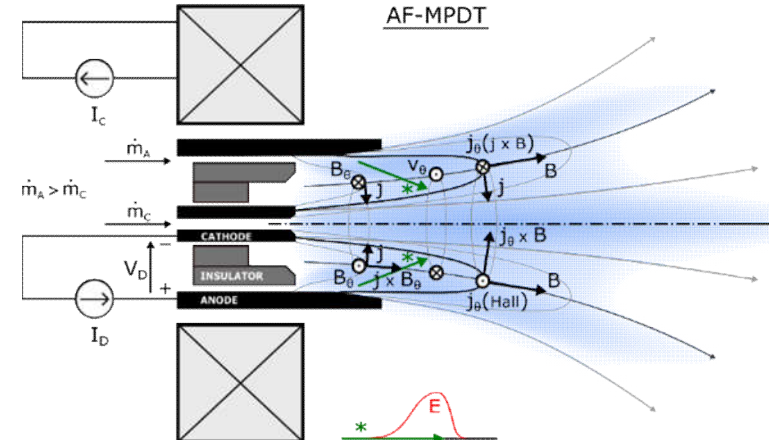 AF-MPDT
I_C
ṁ_A
j_θ(j × B)
B_θ
v_θ
*
j
B
j
ṁ_A>ṁ_C
ṁ_C
CATHODE
j_θ × B
−
V_D
INSULATOR
j
*
B_θ
j × B_θ
B
+
ANODE
j_θ(Hall)
I_D
E
*